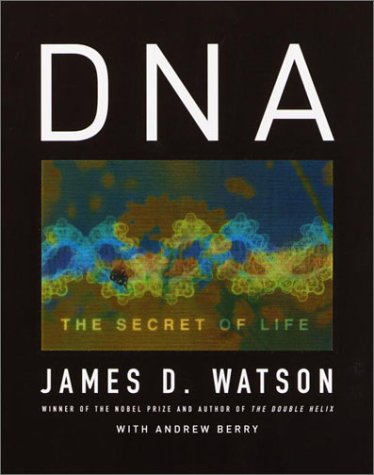 DNA
THE SECRET OF LIFE
JAMES D. WATSON
WINNER OF THE NOBEL PRIZE AND AUTHOR OF THE DOUBLE HELIX
WITH ANDREW BERRY